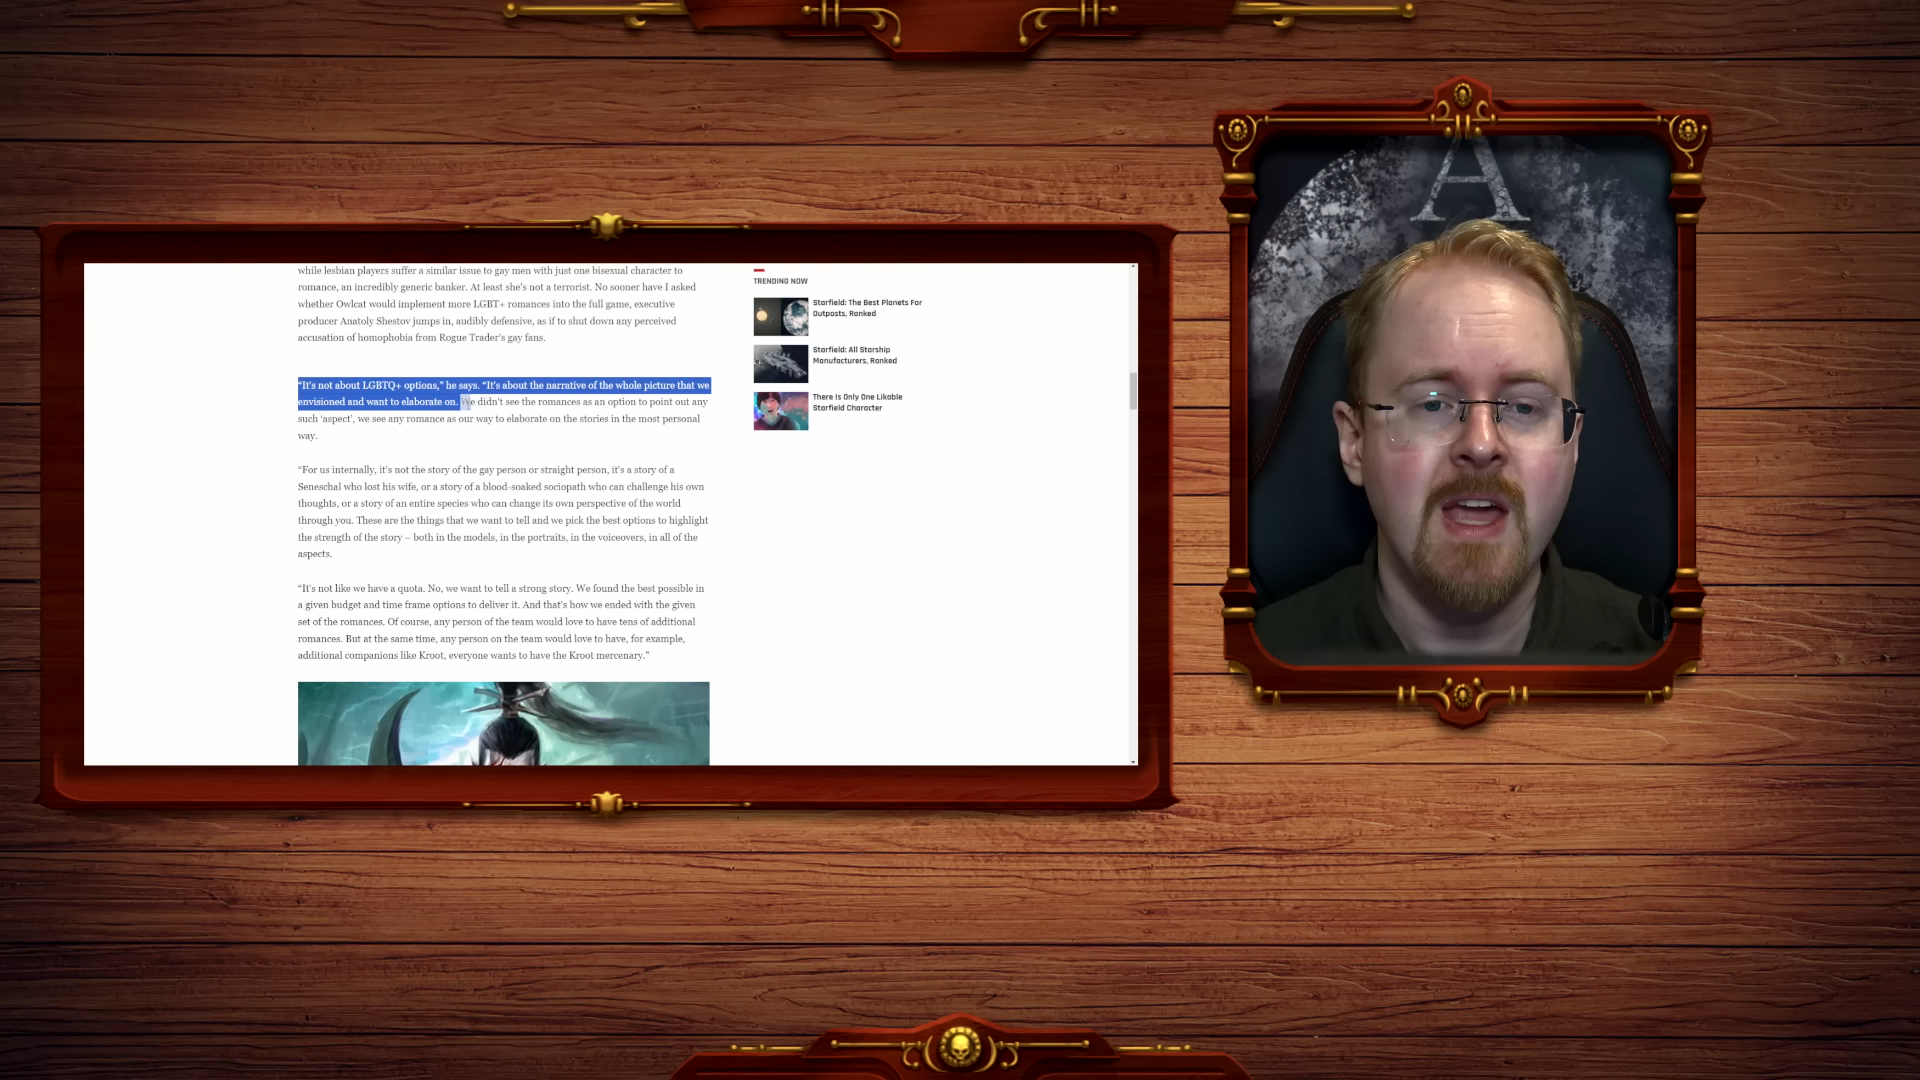 A
while lesbian players suffer a similar issue to gay men with just one bisexual character to
romance, an incredibly generic banker. At least she's not a terrorist. No sooner have I asked
whether Owlcat would implement more LGBT+ romances into the full game, executive
producer Anatoly Shestov jumps in, audibly defensive, as if to shut down any perceived
accusation of homophobia from Rogue Trader's gay fans.
“It's not about LGBTQ+ options,” he says. “It's about the narrative of the whole picture that we
envisioned and want to elaborate on. We didn't see the romances as an option to point out any
such ‘aspect’, we see any romance as our way to elaborate on the stories in the most personal
way.
“For us internally, it's not the story of the gay person or straight person, it's a story of a
Seneschal who lost his wife, or a story of a blood-soaked sociopath who can challenge his own
thoughts, or a story of an entire species who can change its own perspective of the world
through you. These are the things that we want to tell and we pick the best options to highlight
the strength of the story – both in the models, in the portraits, in the voiceovers, in all of the
aspects.
“It's not like we have a quota. No, we want to tell a strong story. We found the best possible in
a given budget and time frame options to deliver it. And that's how we ended with the given
set of the romances. Of course, any person of the team would love to have tens of additional
romances. But at the same time, any person on the team would love to have, for example,
additional companions like Kroot, everyone wants to have the Kroot mercenary.”
TRENDING NOW
Starfield: The Best Planets For
Outposts, Ranked
Starfield: All Starship
Manufacturers, Ranked
There Is Only One Likable
Starfield Character